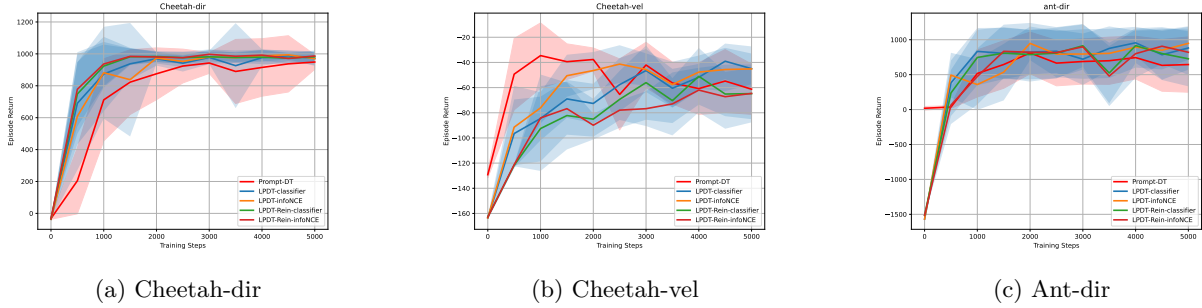 Cheetah-dir
1200
1000
800
600
400
200
0
Episode Return
0 1000 2000 3000 4000 5000
Training Steps
Prompt-DT
LPDT-classifier
LPDT-infoNCE
LPDT-Rein-classifier
LPDT-Rein-infoNCE
(a) Cheetah-dir
Cheetah-vel
−20
−40
−60
−80
−100
−120
−140
−160
Episode Return
0 1000 2000 3000 4000 5000
Training Steps
Prompt-DT
LPDT-classifier
LPDT-infoNCE
LPDT-Rein-classifier
LPDT-Rein-infoNCE
(b) Cheetah-vel
ant-dir
1000
500
0
−500
−1000
−1500
Episode Return
0 1000 2000 3000 4000 5000
Training Steps
Prompt-DT
LPDT-classifier
LPDT-infoNCE
LPDT-Rein-classifier
LPDT-Rein-infoNCE
(c) Ant-dir